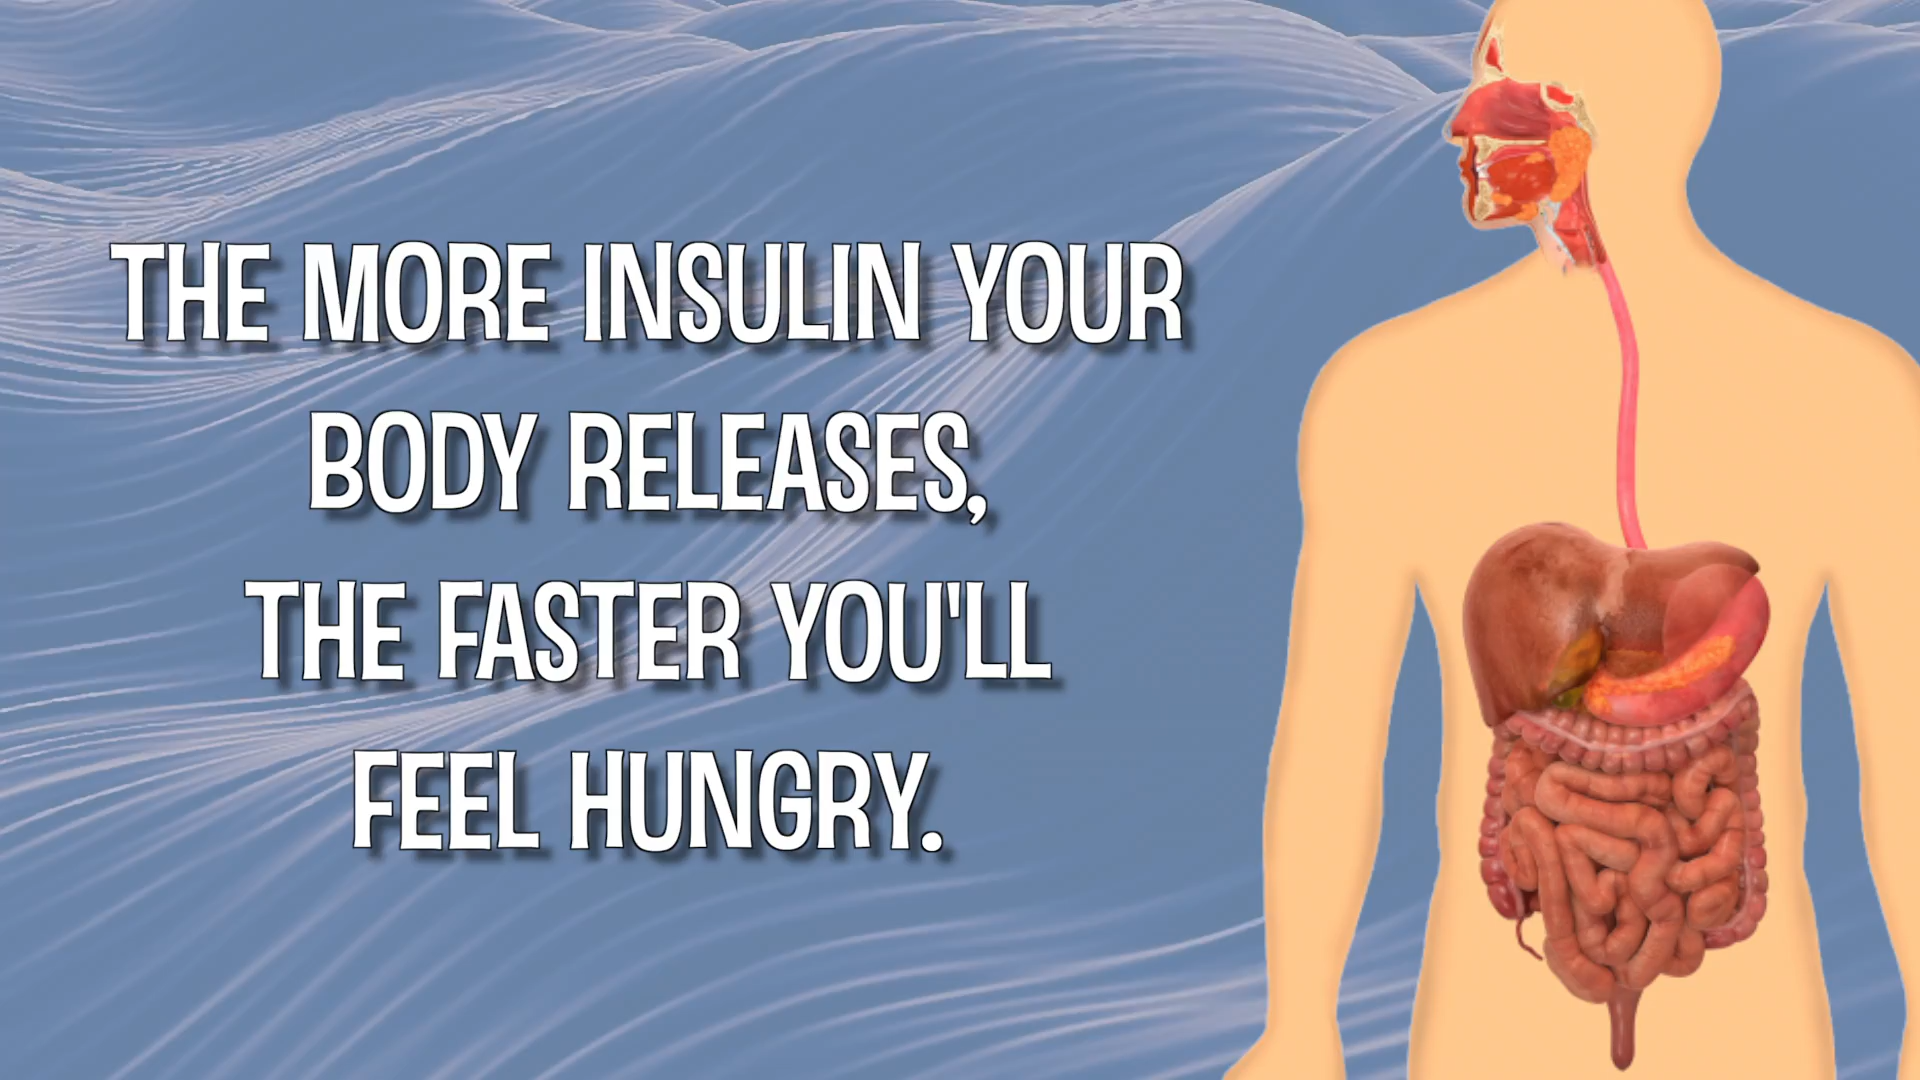 THE MORE INSULIN YOUR
BODY RELEASES,
THE FASTER YOU'LL
FEEL HUNGRY.